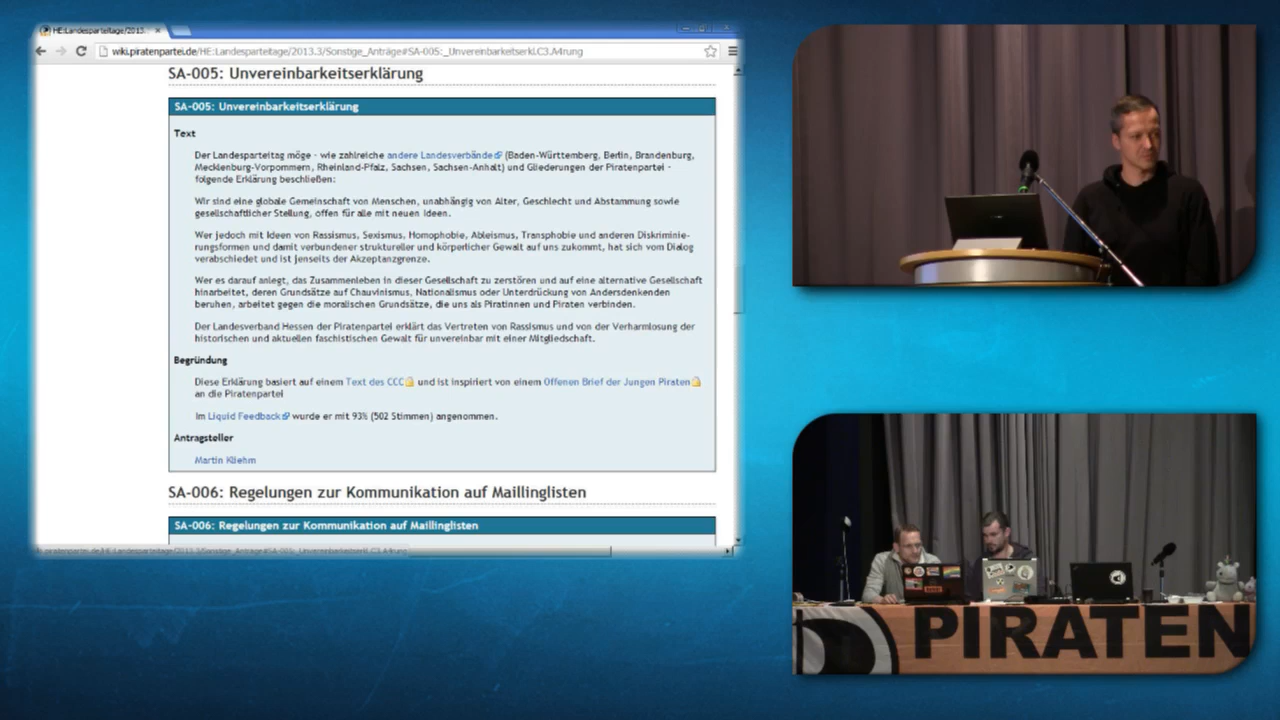 HE:Landesparteitage/2013.
wiki.piratenpartei.de/HE:Landesparteitage/2013.3/Sonstige_Anträge#SA-005:_Unvereinbarkeitserkl.C3.A4rung
SA-005: Unvereinbarkeitserklärung
SA-005: Unvereinbarkeitserklärung
Text
Der Landesparteitag möge - wie zahlreiche andere Landesverbände (Baden-Württemberg, Berlin, Brandenburg,
Mecklenburg-Vorpommern, Rheinland-Pfalz, Sachsen, Sachsen-Anhalt) und Gliederungen der Piratenpartei -
folgende Erklärung beschließen:
Wir sind eine globale Gemeinschaft von Menschen, unabhängig von Alter, Geschlecht und Abstammung sowie
gesellschaftlicher Stellung, offen für alle mit neuen Ideen.
Wer jedoch mit Ideen von Rassismus, Sexismus, Homophobie, Ableismus, Transphobie und anderen Diskriminie-
rungsformen und damit verbundener struktureller und körperlicher Gewalt auf uns zukommt, hat sich vom Dialog
verabschiedet und ist jenseits der Akzeptanzgrenze.
Wer es darauf anlegt, das Zusammenleben in dieser Gesellschaft zu zerstören und auf eine alternative Gesellschaft
hinarbeitet, deren Grundsätze auf Chauvinismus, Nationalismus oder Unterdrückung von Andersdenkenden
beruhen, arbeitet gegen die moralischen Grundsätze, die uns als Piratinnen und Piraten verbinden.
Der Landesverband Hessen der Piratenpartei erklärt das Vertreten von Rassismus und von der Verharmlosung der
historischen und aktuellen faschistischen Gewalt für unvereinbar mit einer Mitgliedschaft.
Begründung
Diese Erklärung basiert auf einem Text des CCC und ist inspiriert von einem Offenen Brief der Jungen Piraten
an die Piratenpartei
Im Liquid Feedback wurde er mit 93% (502 Stimmen) angenommen.
Antragsteller
Martin Kliehm
SA-006: Regelungen zur Kommunikation auf Maillinglisten
SA-006: Regelungen zur Kommunikation auf Maillinglisten
PIRATEN